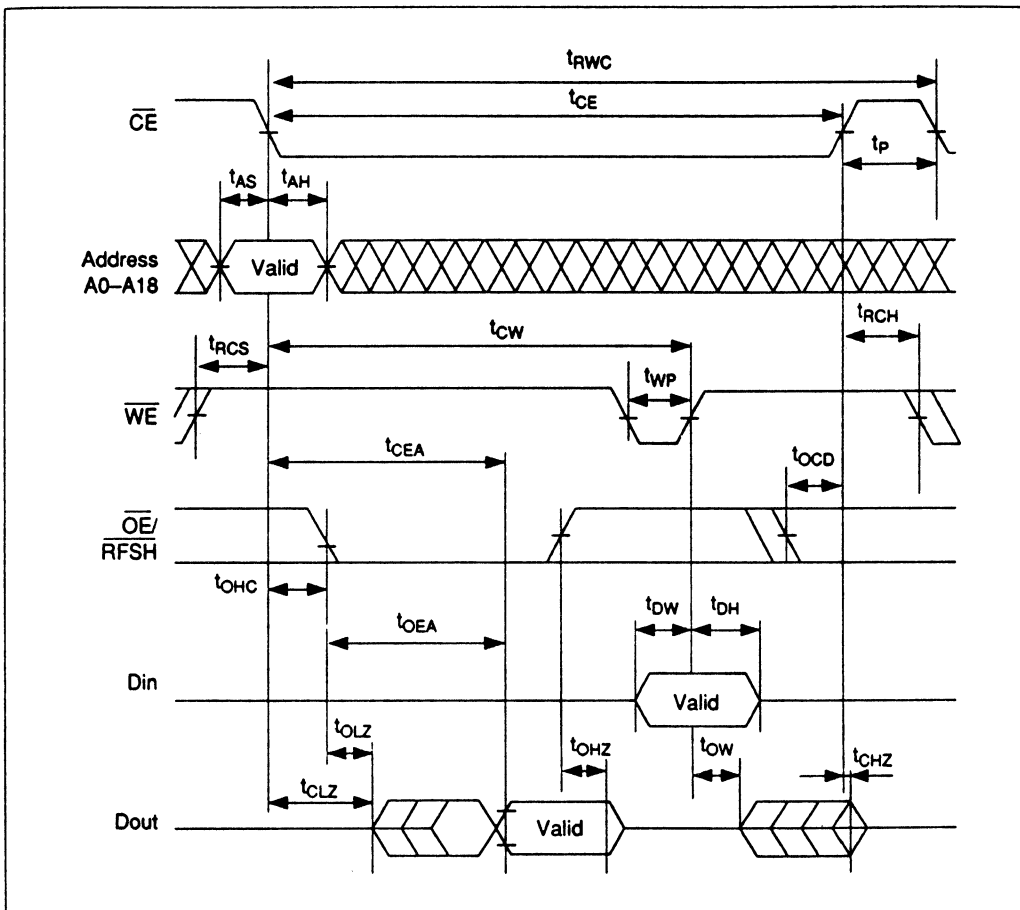 tRWC
tCE
CE
tP
tAS
tAH
Address
A0–A18
Valid
tRCH
tCW
tRCS
tWP
WE
tCEA
tOCD
OE/
RFSH
tOHC
tDW
tDH
tOEA
Din
Valid
tOLZ
tOHZ
tOW
tCHZ
tCLZ
Dout
Valid